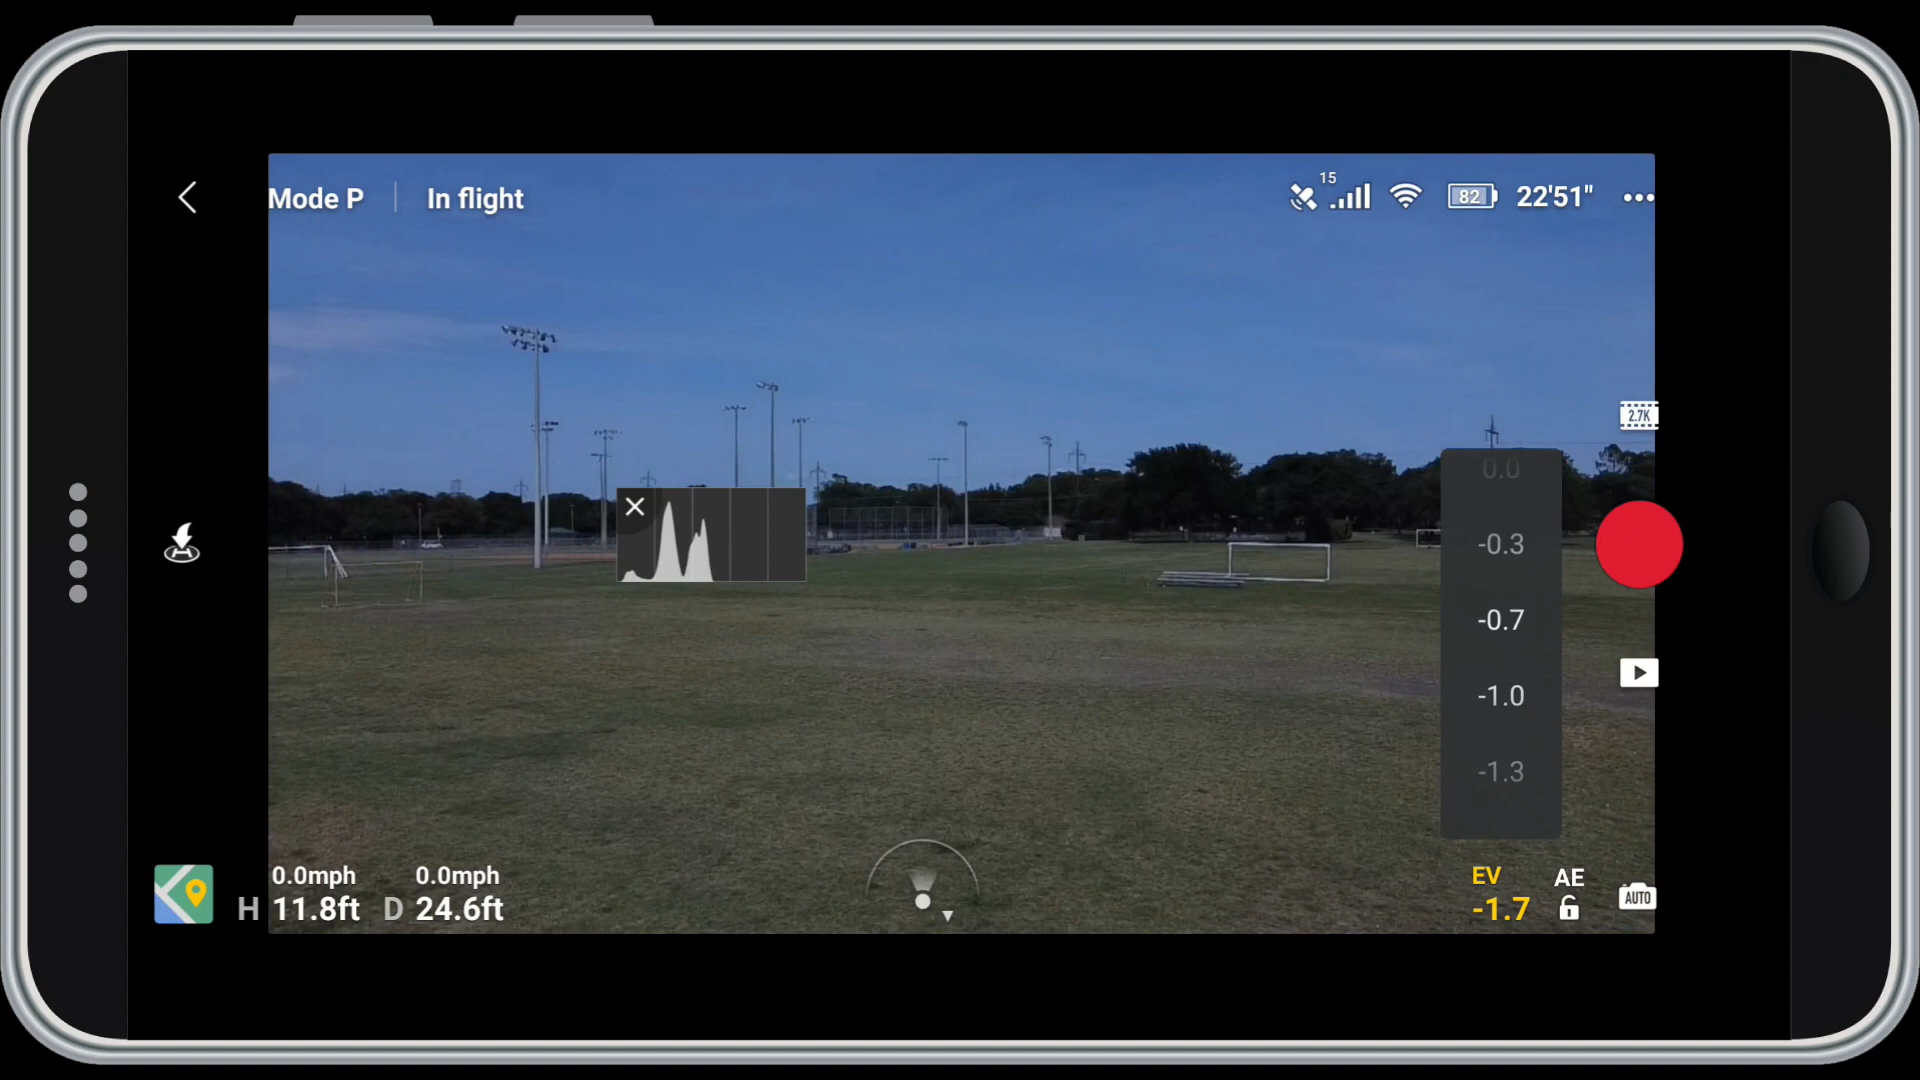 Mode P
In flight
15
82
22'51"
2.7K
0.0
-0.3
-0.7
-1.0
-1.3
0.0mph
0.0mph
H 11.8ft
D 24.6ft
EV
-1.7
AE
AUTO